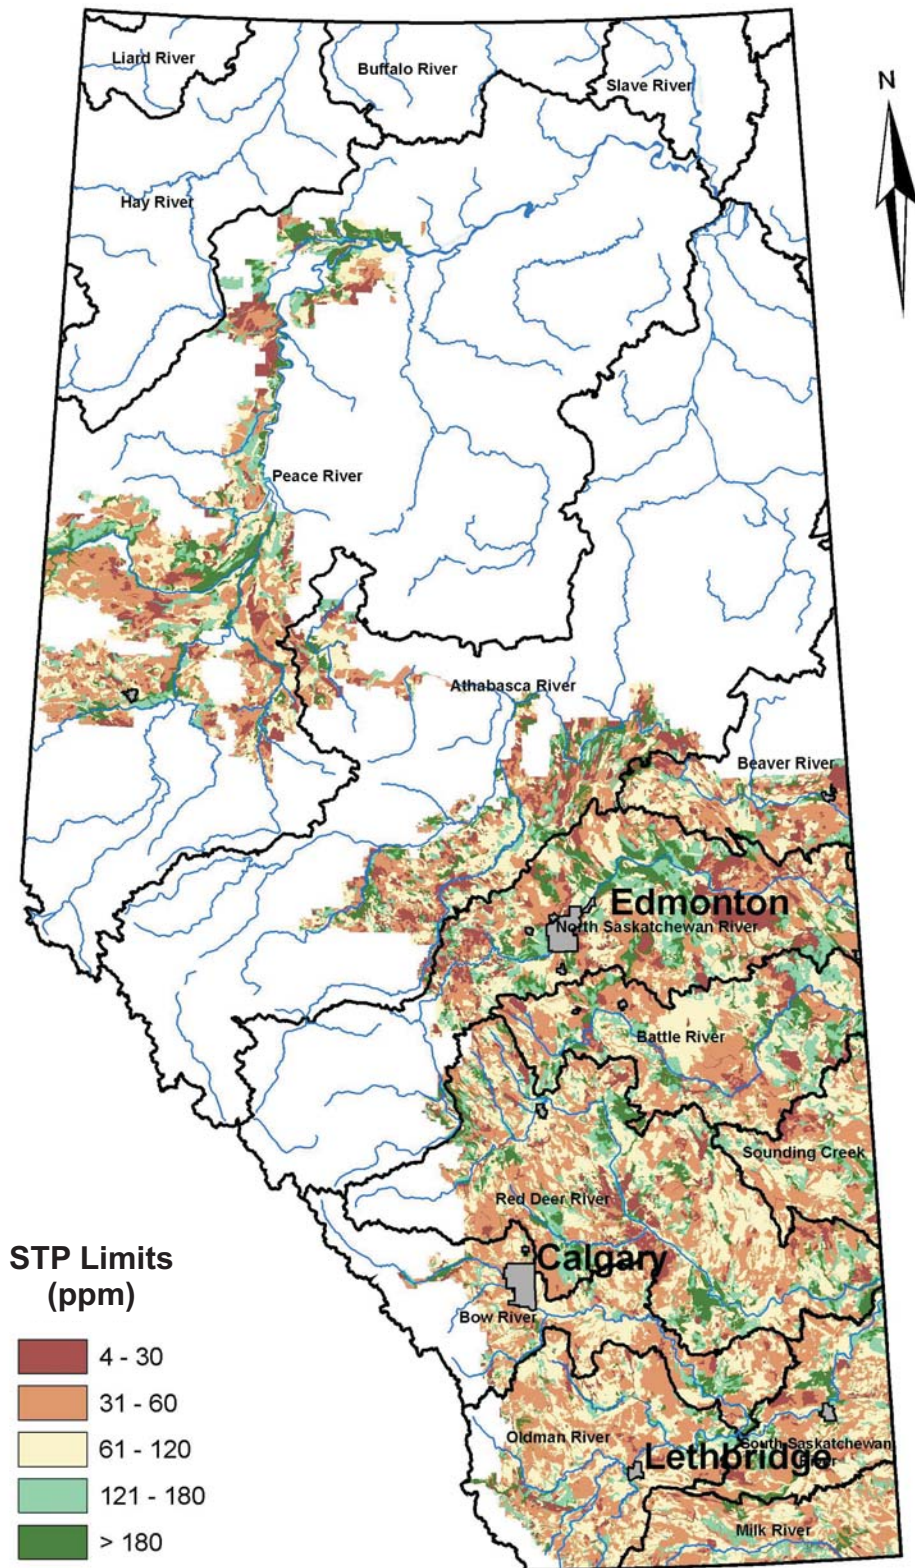 Liard River
Buffalo River
Slave River
N
Hay River
Peace River
Athabasca River
Beaver River
Edmonton
North Saskatchewan River
Battle River
Sounding Creek
Red Deer River
STP Limits
(ppm)
Calgary
Bow River
4 - 30
31 - 60
61 - 120
121 - 180
> 180
Oldman River
Lethbridge
South Saskatchewan
River
Milk River